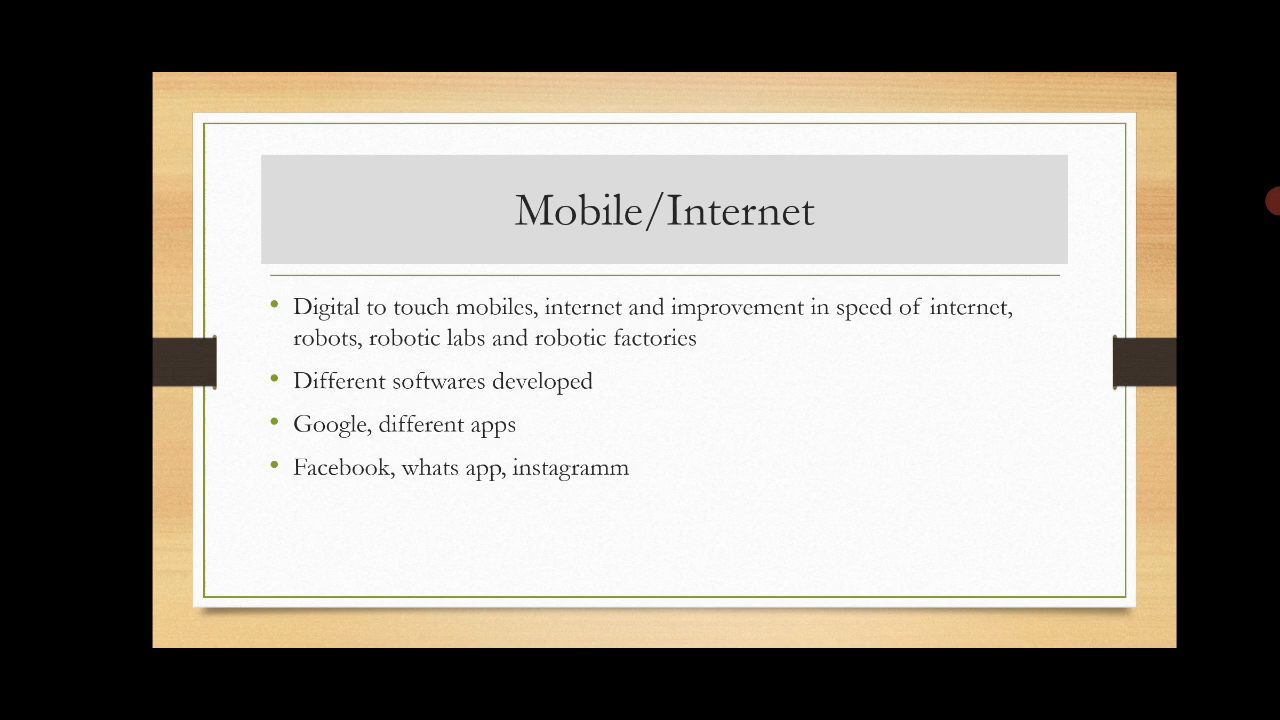 Mobile/Internet
Digital to touch mobiles, internet and improvement in speed of internet,
robots, robotic labs and robotic factories
Different softwares developed
Google, different apps
Facebook, whats app, instagramm